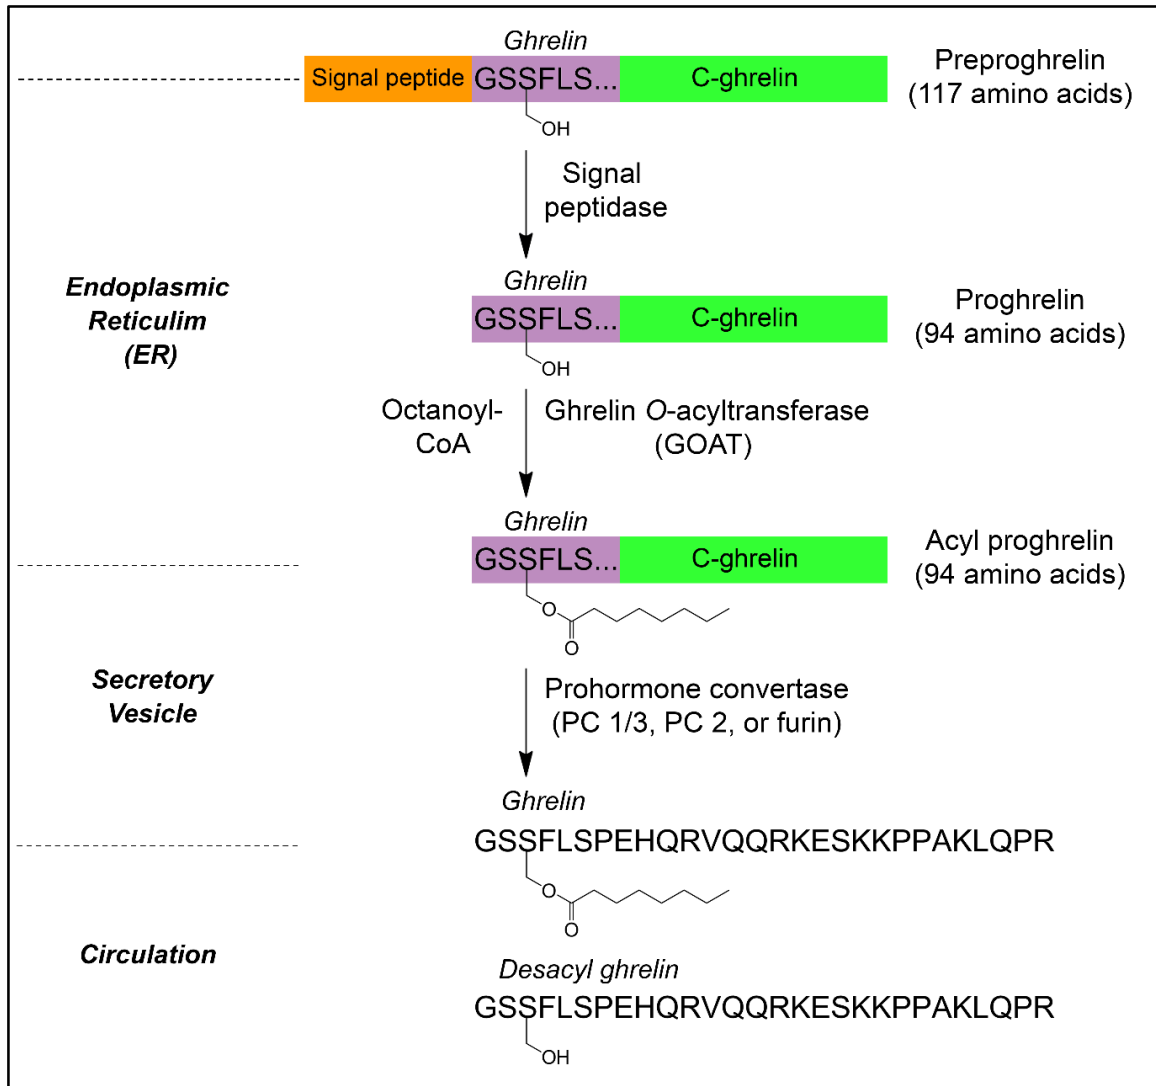 Ghrelin
Signal peptide GSSFLS... C-ghrelin
Preproghrelin
(117 amino acids)
OH
Signal
peptidase
Endoplasmic
Reticulim
(ER)
Ghrelin
GSSFLS... C-ghrelin
Proghrelin
(94 amino acids)
OH
Octanoyl-
CoA
Ghrelin O-acyltransferase
(GOAT)
Ghrelin
GSSFLS... C-ghrelin
Acyl proghrelin
(94 amino acids)
O
O
Secretory
Vesicle
Prohormone convertase
(PC 1/3, PC 2, or furin)
Ghrelin
GSSFLSPEHQRVQQRKESKKPPAKLQPR
O
O
Circulation
Desacyl ghrelin
GSSFLSPEHQRVQQRKESKKPPAKLQPR
OH